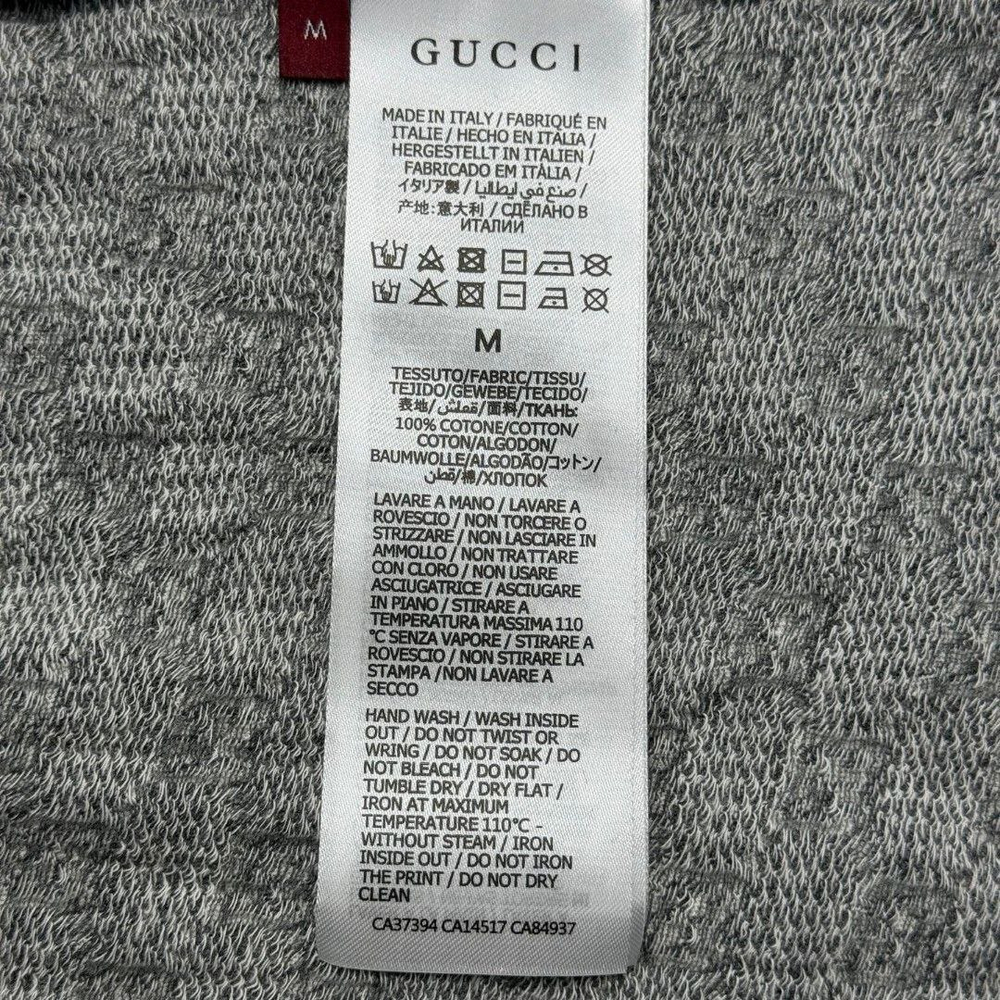 M
GUCCI
MADE IN ITALY / FABRIQUÉ EN
ITALIE / HECHO EN ITALIA /
HERGESTELLT IN ITALIEN /
FABRICADO EM ITÁLIA /
イタリア製 / صنع في إيطاليا /
产地:意大利 / СДЕЛАНО В
ИТАЛИИ
M
TESSUTO/FABRIC/TISSU/
TEJIDO/GEWEBE/TECIDO/
表地/قماش/面料/ТКАНЬ:
100% COTONE/COTTON/
COTON/ALGODON/
BAUMWOLLE/ALGODÃO/コットン/
قطن/棉/ХЛОПОК
LAVARE A MANO / LAVARE A
ROVESCIO / NON TORCERE O
STRIZZARE / NON LASCIARE IN
AMMOLLO / NON TRATTARE
CON CLORO / NON USARE
ASCIUGATRICE / ASCIUGARE
IN PIANO / STIRARE A
TEMPERATURA MASSIMA 110
°C SENZA VAPORE / STIRARE A
ROVESCIO / NON STIRARE LA
STAMPA /NON LAVARE A
SECCO
HAND WASH / WASH INSIDE
OUT / DO NOT TWIST OR
WRING / DO NOT SOAK / DO
NOT BLEACH / DO NOT
TUMBLE DRY / DRY FLAT /
IRON AT MAXIMUM
TEMPERATURE 110°C -
WITHOUT STEAM / IRON
INSIDE OUT / DO NOT IRON
THE PRINT / DO NOT DRY
CLEAN
CA37394 CA14517 CA84937